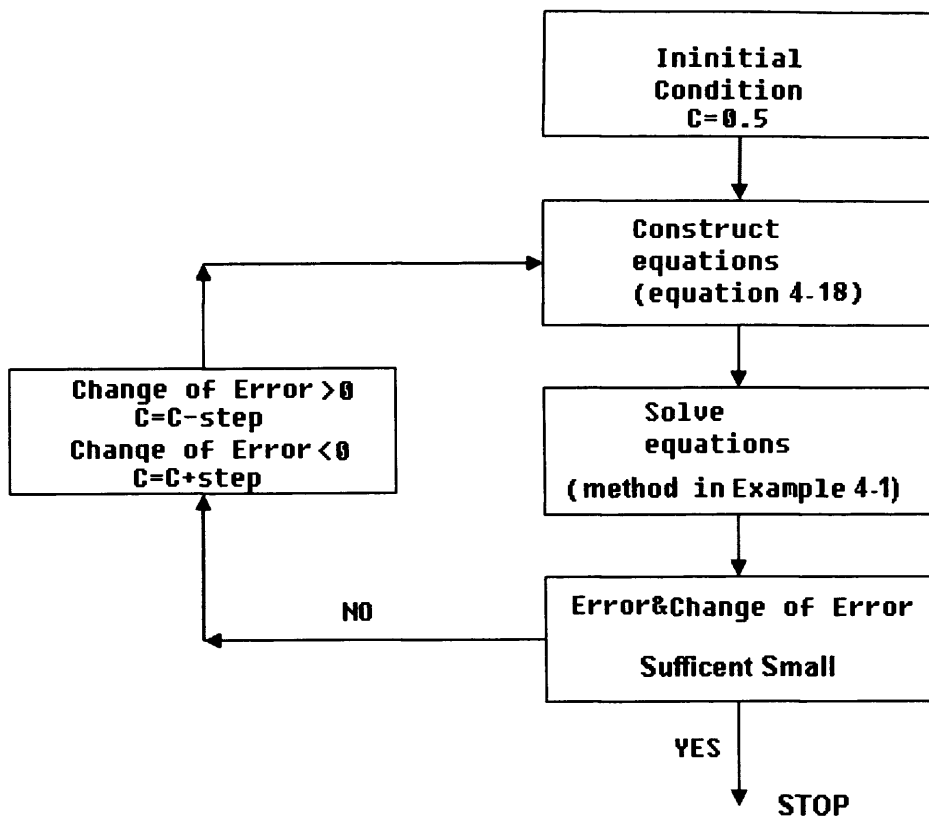 Ininitial
Condition
C=0.5
Construct
equations
(equation 4-18)
Change of Error>0
C=C-step
Change of Error<0
C=C+step
Solve
equations
(method in Example 4-1)
NO
Error&Change of Error
Sufficent Small
YES
STOP